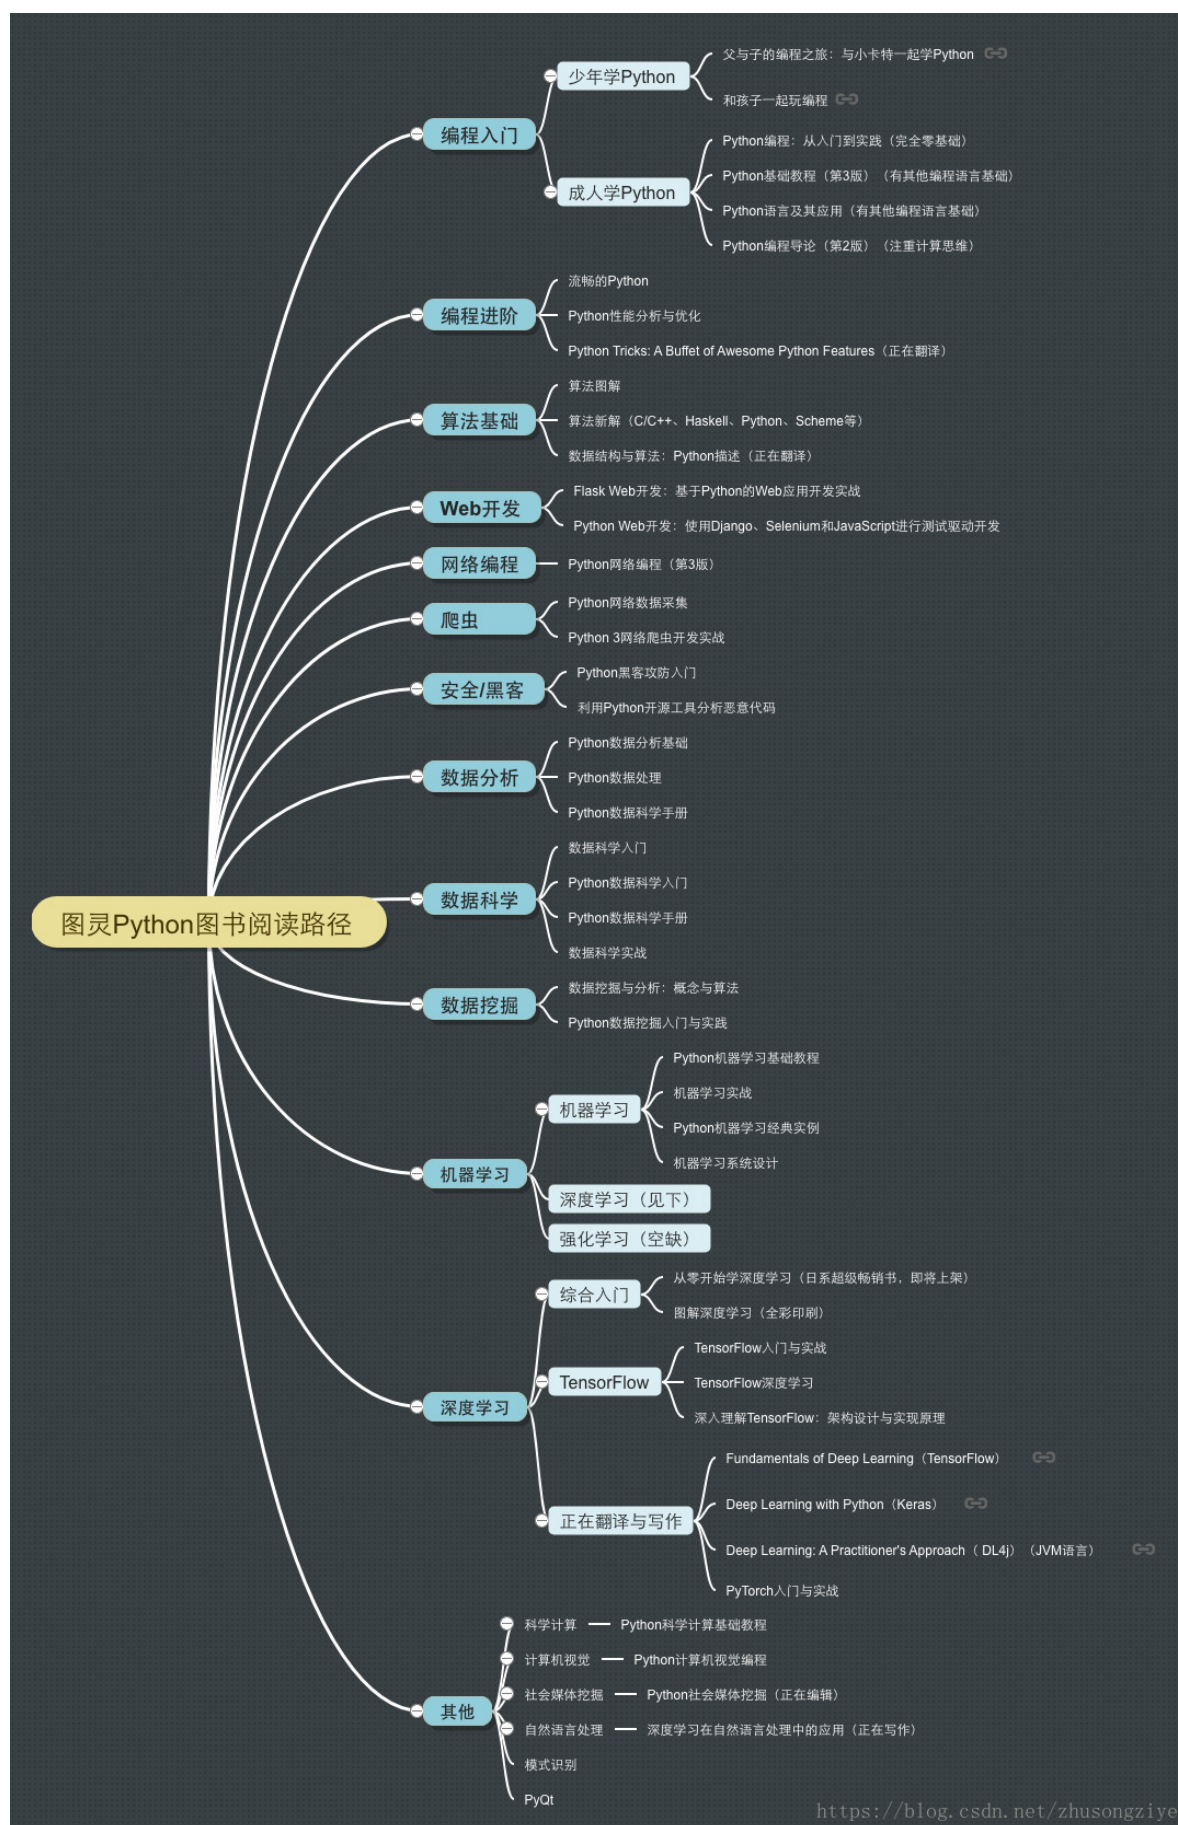 图灵Python图书阅读路径
编程入门
少年学Python
父与子的编程之旅：与小卡特一起学Python
和孩子一起玩编程
成人学Python
Python编程：从入门到实践（完全零基础）
Python基础教程（第3版）（有其他编程语言基础）
Python语言及其应用（有其他编程语言基础）
Python编程导论（第2版）（注重计算思维）
编程进阶
流畅的Python
Python性能分析与优化
Python Tricks: A Buffet of Awesome Python Features（正在翻译）
算法基础
算法图解
算法新解（C/C++、Haskell、Python、Scheme等）
数据结构与算法：Python描述（正在翻译）
Web开发
Flask Web开发：基于Python的Web应用开发实战
Python Web开发：使用Django、Selenium和JavaScript进行测试驱动开发
网络编程
Python网络编程（第3版）
爬虫
Python网络数据采集
Python 3网络爬虫开发实战
安全/黑客
Python黑客攻防入门
利用Python开源工具分析恶意代码
数据分析
Python数据分析基础
Python数据处理
Python数据科学手册
数据科学
数据科学入门
Python数据科学入门
Python数据科学手册
数据科学实战
数据挖掘
数据挖掘与分析：概念与算法
Python数据挖掘入门与实践
机器学习
机器学习
Python机器学习基础教程
机器学习实战
Python机器学习经典实例
机器学习系统设计
深度学习（见下）
强化学习（空缺）
深度学习
综合入门
从零开始学深度学习（日系超级畅销书，即将上架）
图解深度学习（全彩印刷）
TensorFlow
TensorFlow入门与实战
TensorFlow深度学习
深入理解TensorFlow：架构设计与实现原理
正在翻译与写作
Fundamentals of Deep Learning（TensorFlow）
Deep Learning with Python（Keras）
Deep Learning: A Practitioner's Approach（ DL4j）（JVM语言）
PyTorch入门与实战
其他
科学计算
Python科学计算基础教程
计算机视觉
Python计算机视觉编程
社会媒体挖掘
Python社会媒体挖掘（正在编辑）
自然语言处理
深度学习在自然语言处理中的应用（正在写作）
模式识别
PyQt
https://blog.csdn.net/zhusongziye